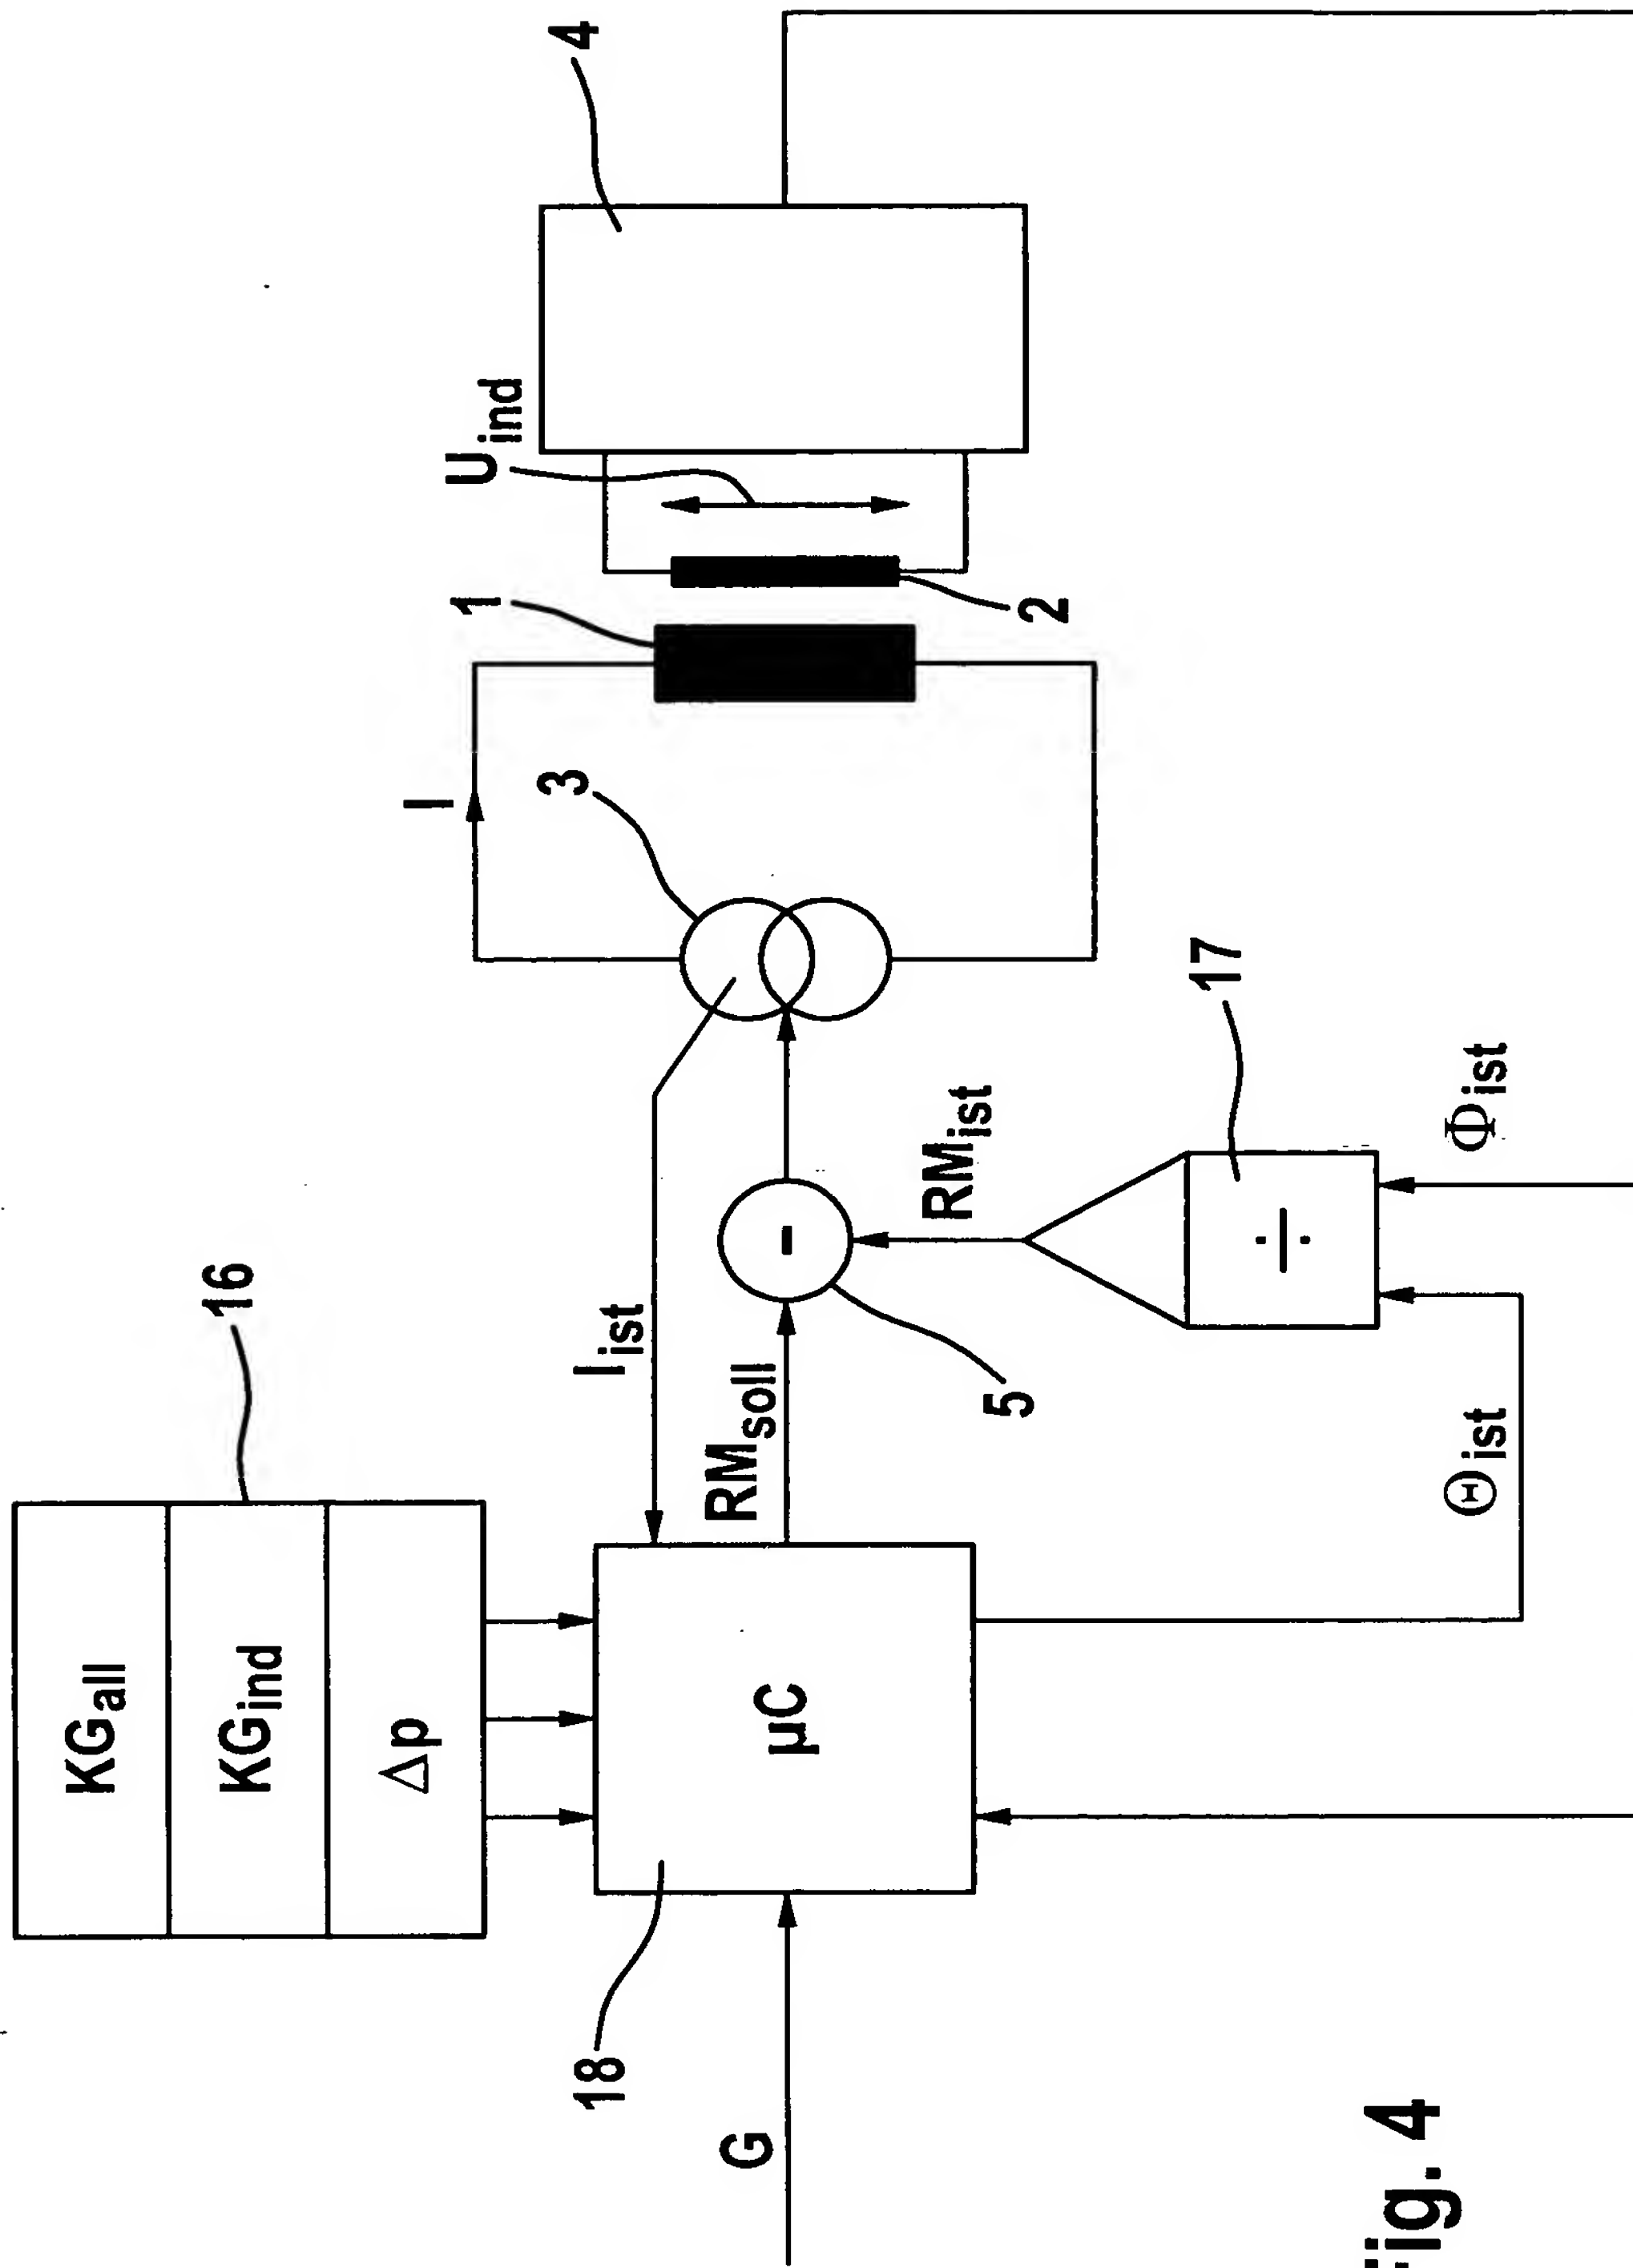 KG_all
KG_ind
Δp
16
18
G
µC
I_ist
RM_soll
5
RM_ist
Θ_ist
Φ_ist
÷
17
-
3
I
1
2
U_ind
4
Fig. 4